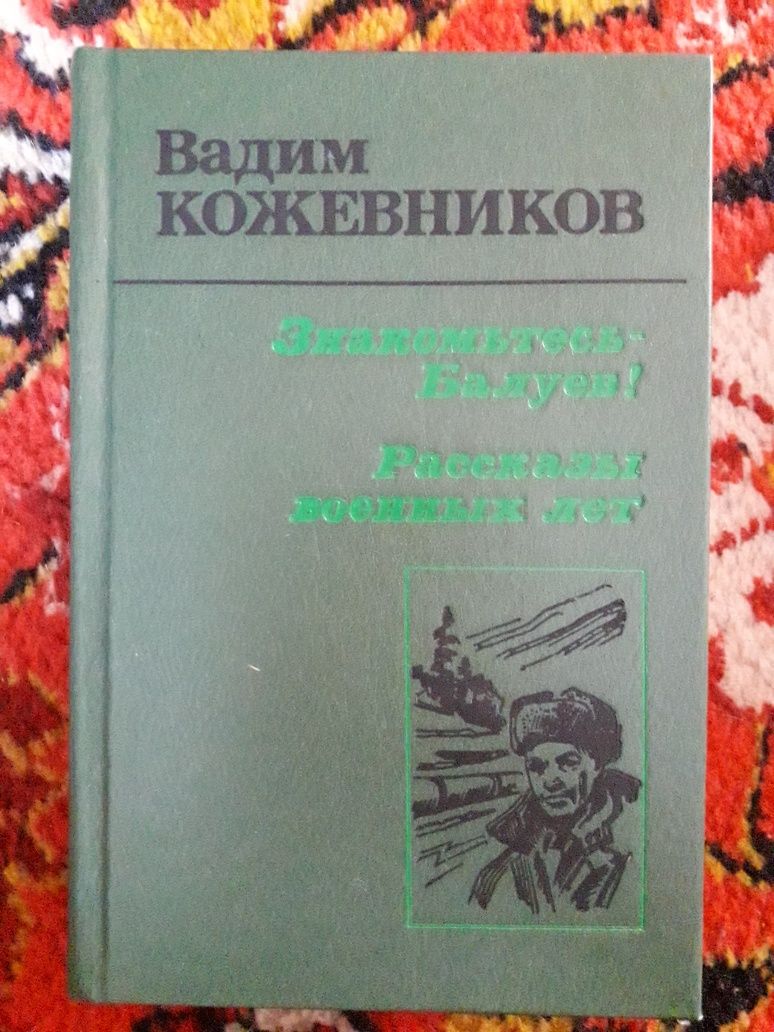 Вадим
КОЖЕВНИКОВ
Знакомьтесь-
Балуев!
Рассказы
военных лет